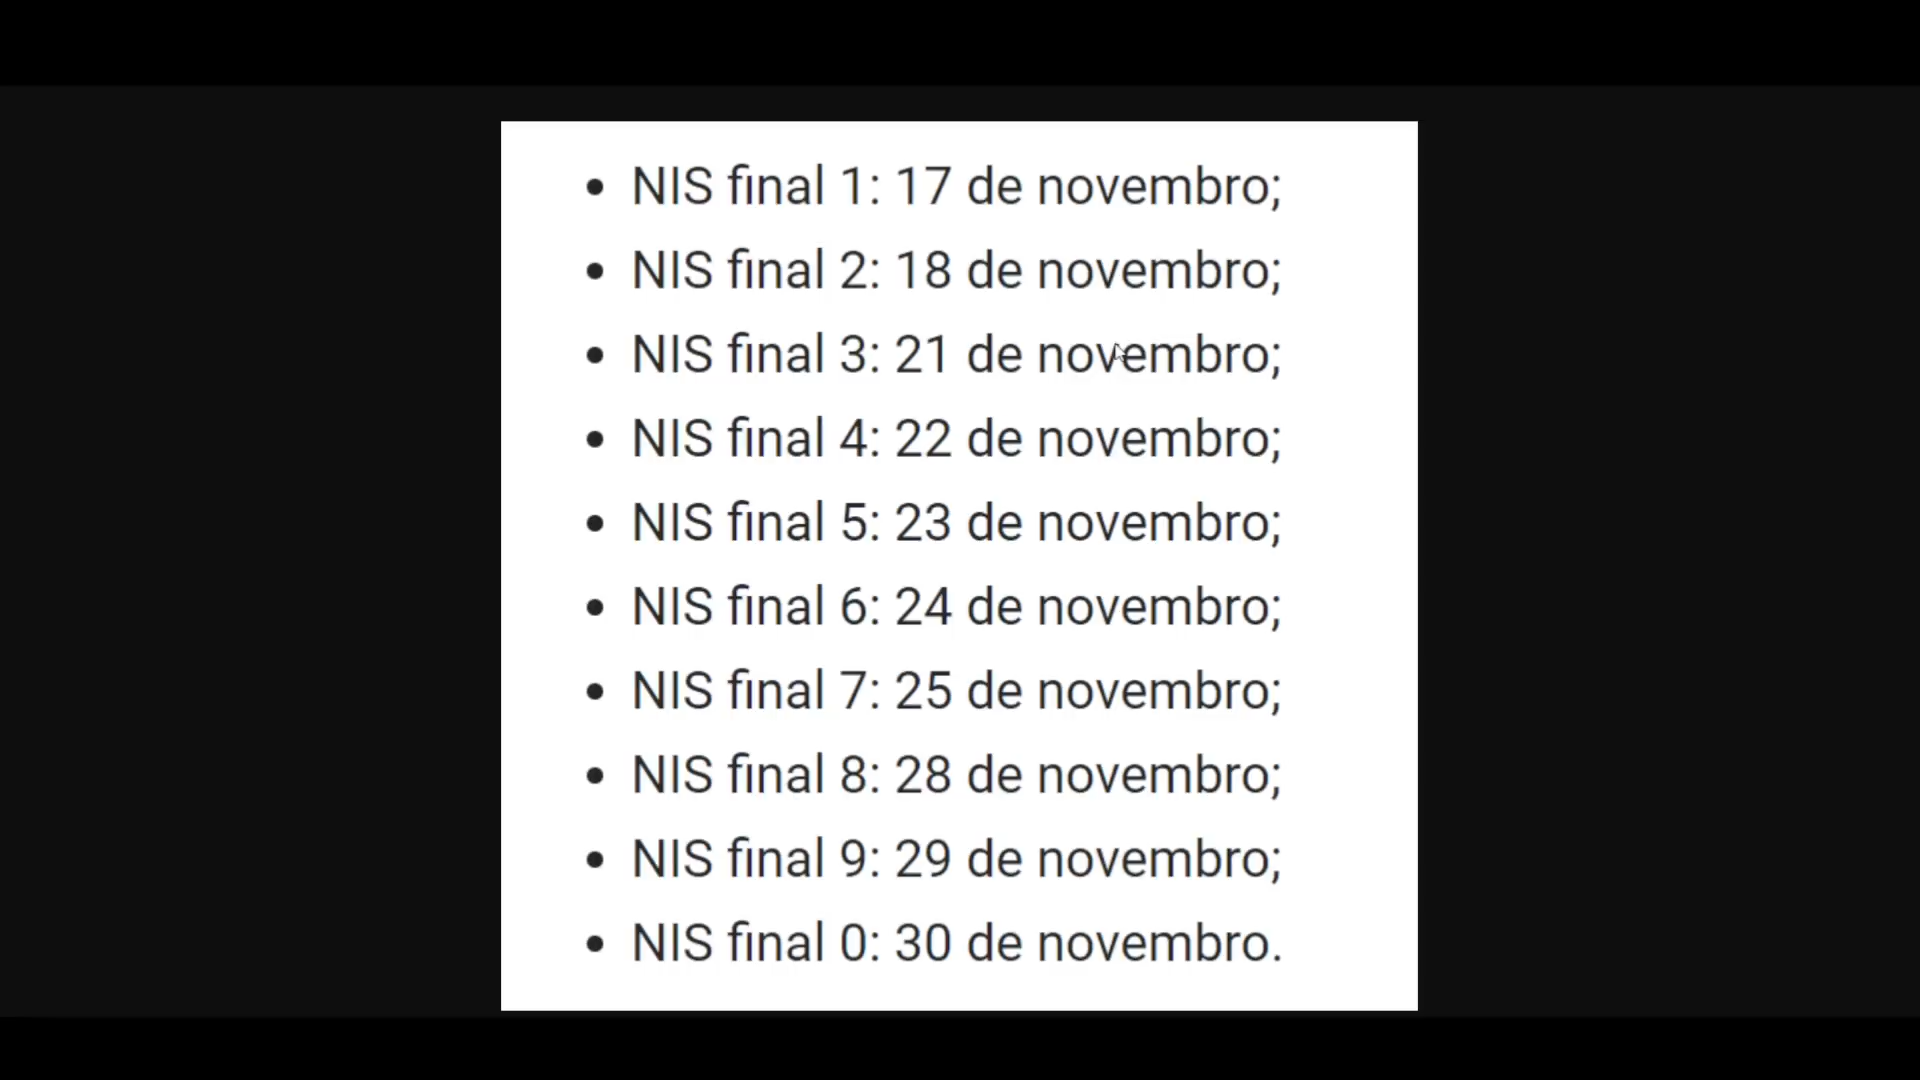 • NIS final 1: 17 de novembro;
• NIS final 2: 18 de novembro;
• NIS final 3: 21 de novembro;
• NIS final 4: 22 de novembro;
• NIS final 5: 23 de novembro;
• NIS final 6: 24 de novembro;
• NIS final 7: 25 de novembro;
• NIS final 8: 28 de novembro;
• NIS final 9: 29 de novembro;
• NIS final 0: 30 de novembro.